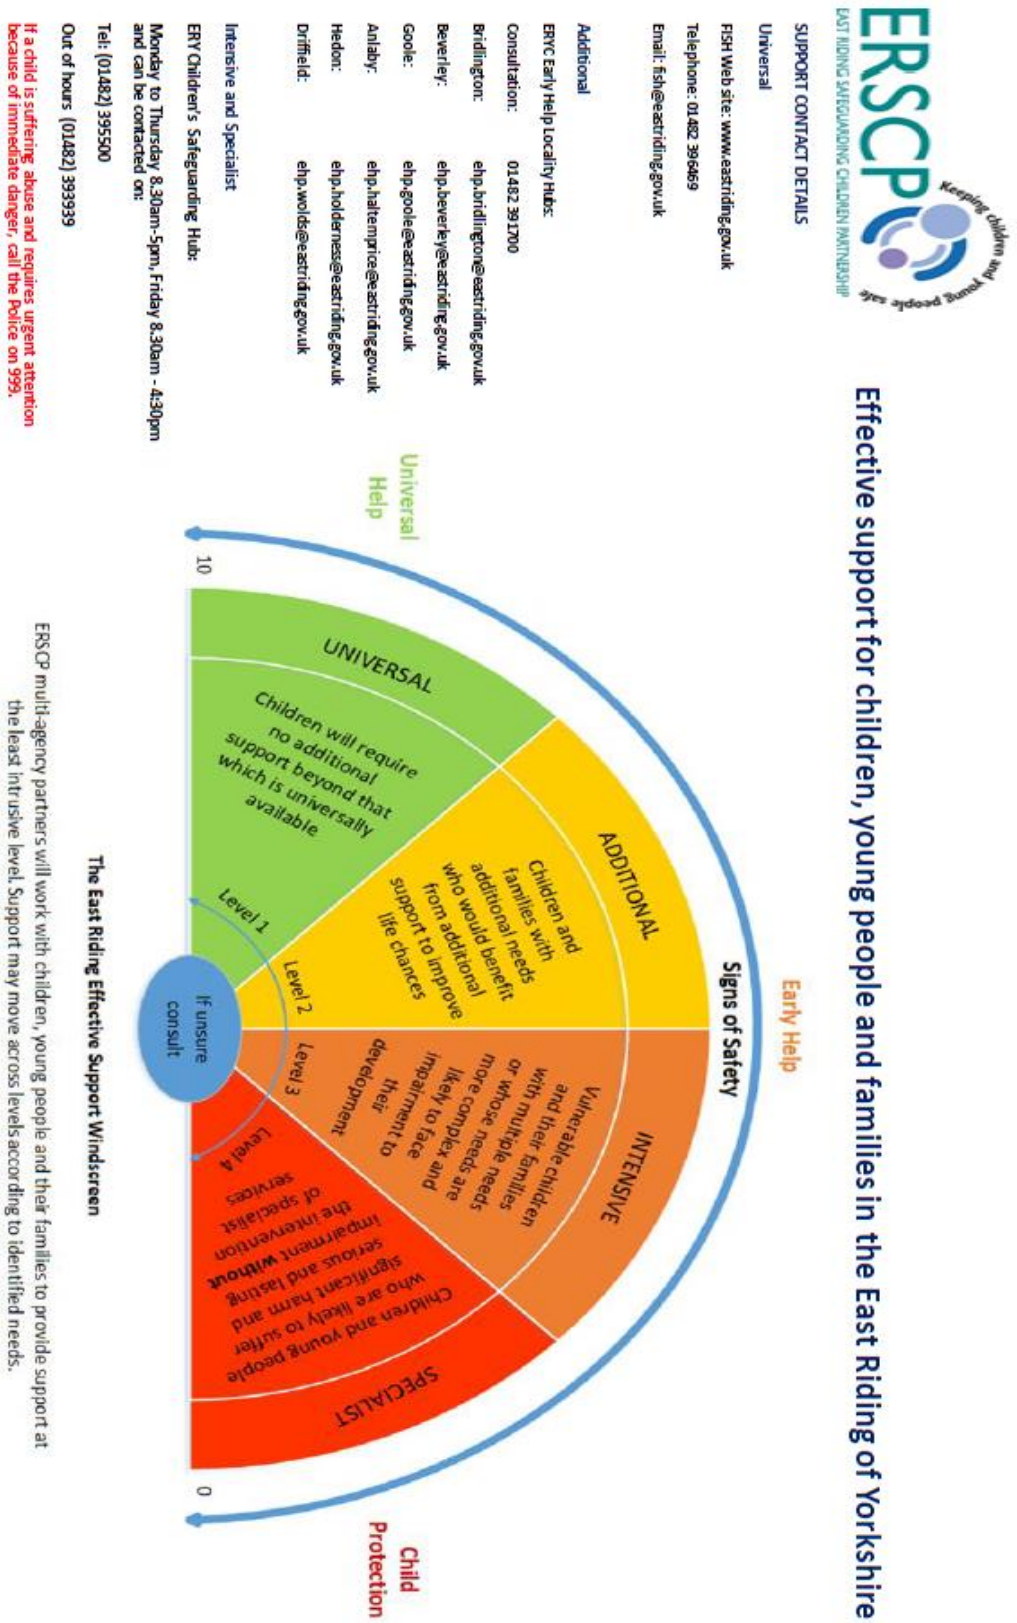 ERSCP
EAST RIDING SAFEGUARDING CHILDREN PARTNERSHIP
Keeping children and young people safe
Effective support for children, young people and families in the East Riding of Yorkshire
SUPPORT CONTACT DETAILS
Universal
FISH Web site: www.eastriding.gov.uk
Telephone: 01482 396469
Email: fish@eastriding.gov.uk
Additional
ERYC Early Help Locality Hubs:
Consultation: 01482 391700
Bridlington: ehp.bridlington@eastriding.gov.uk
Beverley: ehp.beverley@eastriding.gov.uk
Goole: ehp.goole@eastriding.gov.uk
Anlaby: ehp.haltemprice@eastriding.gov.uk
Hedon: ehp.holderness@eastriding.gov.uk
Driffield: ehp.wolds@eastriding.gov.uk
Intensive and Specialist
ERY Children's Safeguarding Hub:
Monday to Thursday 8.30am-5pm, Friday 8.30am - 4:30pm
and can be contacted on:
Tel: (01482) 395500
Out of hours (01482) 393939
If a child is suffering abuse and requires urgent attention
because of immediate danger, call the Police on 999.
Early Help
Signs of Safety
Universal
Help
Child
Protection
10
0
UNIVERSAL
Children will require
no additional
support beyond that
which is universally
available
Level 1
ADDITIONAL
Children and
families with
additional needs
who would benefit
from additional
support to improve
life chances
Level 2
INTENSIVE
Vulnerable children
and their families
with multiple needs
or whose needs are
more complex and
likely to face
impairment to
their
development
Level 3
SPECIALIST
Children and young people
who are likely to suffer
significant harm and
serious and lasting
impairment without
the intervention
of specialist
services
Level 4
If unsure
consult
The East Riding Effective Support Windscreen
ERSCP multi-agency partners will work with children, young people and their families to provide support at
the least intrusive level. Support may move across levels according to identified needs.